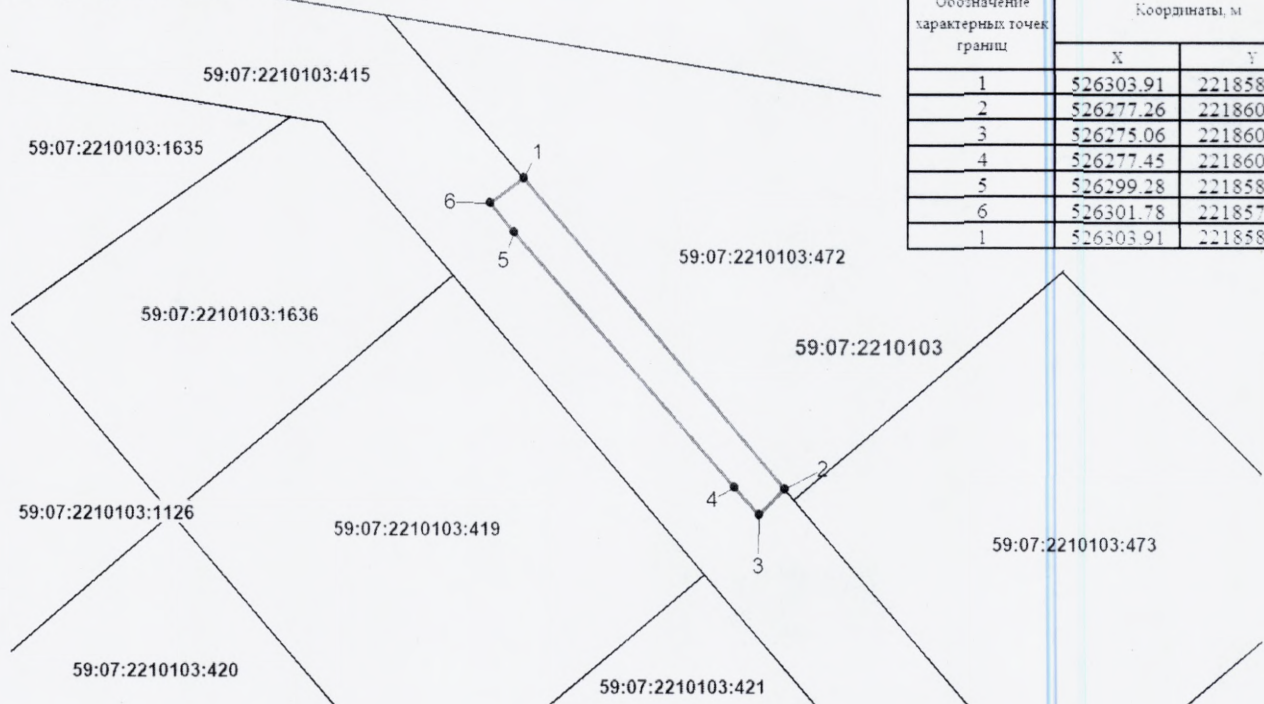 Обозначение
характерных точек
границ
Координаты, м
X Y
1 526303.91 221858
2 526277.26 221860
3 526275.06 221860
4 526277.45 221860
5 526299.28 221858
6 526301.78 221857
1 526303.91 221858
59:07:2210103:415
59:07:2210103:1635
1
6
5
59:07:2210103:472
59:07:2210103:1636
59:07:2210103
2
4
59:07:2210103:1126
59:07:2210103:419
59:07:2210103:473
3
59:07:2210103:420
59:07:2210103:421